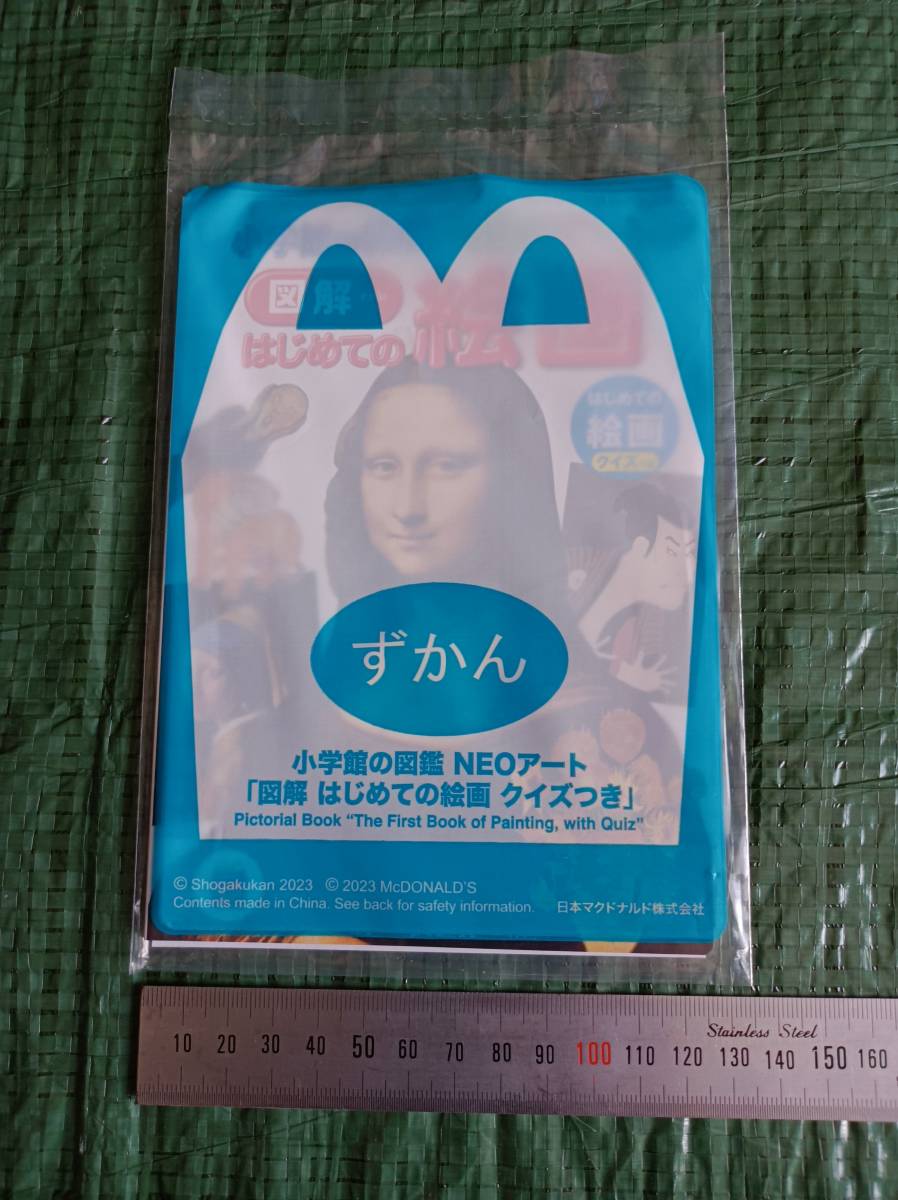 図解
はじめての 絵画
はじめての
絵画
クイズつき
ずかん
小学館の図鑑 NEOアート
「図解 はじめての絵画 クイズつき」
Pictorial Book “The First Book of Painting, with Quiz”
© Shogakukan 2023 © 2023 McDONALD'S
Contents made in China. See back for safety information. 日本マクドナルド株式会社
Stainless Steel
10 20 30 40 50 60 70 80 90 100 110 120 130 140 150 160